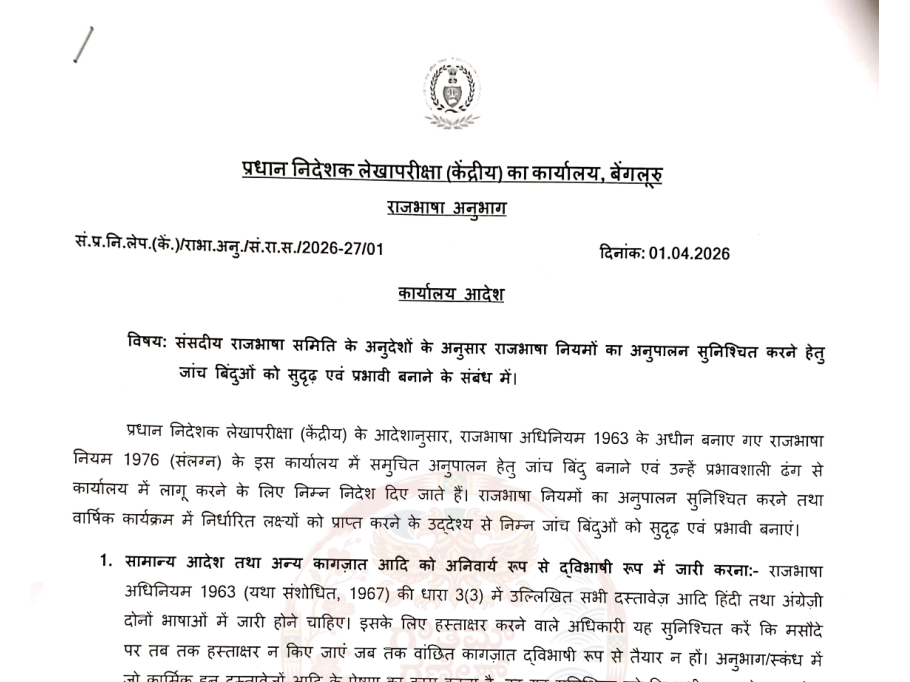 प्रधान निदेशक लेखापरीक्षा (केंद्रीय) का कार्यालय, बेंगलूरु
राजभाषा अनुभाग
सं.प्र.नि.लेप.(कें.)/राभा.अनु./सं.रा.स./2026-27/01
दिनांक: 01.04.2026
कार्यालय आदेश
विषय: संसदीय राजभाषा समिति के अनुदेशों के अनुसार राजभाषा नियमों का अनुपालन सुनिश्चित करने हेतु
जांच बिंदुओं को सुदृढ़ एवं प्रभावी बनाने के संबंध में।
प्रधान निदेशक लेखापरीक्षा (केंद्रीय) के आदेशानुसार, राजभाषा अधिनियम 1963 के अधीन बनाए गए राजभाषा
नियम 1976 (संलग्न) के इस कार्यालय में समुचित अनुपालन हेतु जांच बिंदु बनाने एवं उन्हें प्रभावशाली ढंग से
कार्यालय में लागू करने के लिए निम्न निदेश दिए जाते हैं। राजभाषा नियमों का अनुपालन सुनिश्चित करने तथा
वार्षिक कार्यक्रम में निर्धारित लक्ष्यों को प्राप्त करने के उद्देश्य से निम्न जांच बिंदुओं को सुदृढ़ एवं प्रभावी बनाएं।
1. सामान्य आदेश तथा अन्य कागज़ात आदि को अनिवार्य रूप से द्विभाषी रूप में जारी करना:- राजभाषा
अधिनियम 1963 (यथा संशोधित, 1967) की धारा 3(3) में उल्लिखित सभी दस्तावेज़ आदि हिंदी तथा अंग्रेज़ी
दोनों भाषाओं में जारी होने चाहिए। इसके लिए हस्ताक्षर करने वाले अधिकारी यह सुनिश्चित करें कि मसौदे
पर तब तक हस्ताक्षर न किए जाएं जब तक वांछित कागज़ात द्विभाषी रूप से तैयार न हों। अनुभाग/स्कंध में